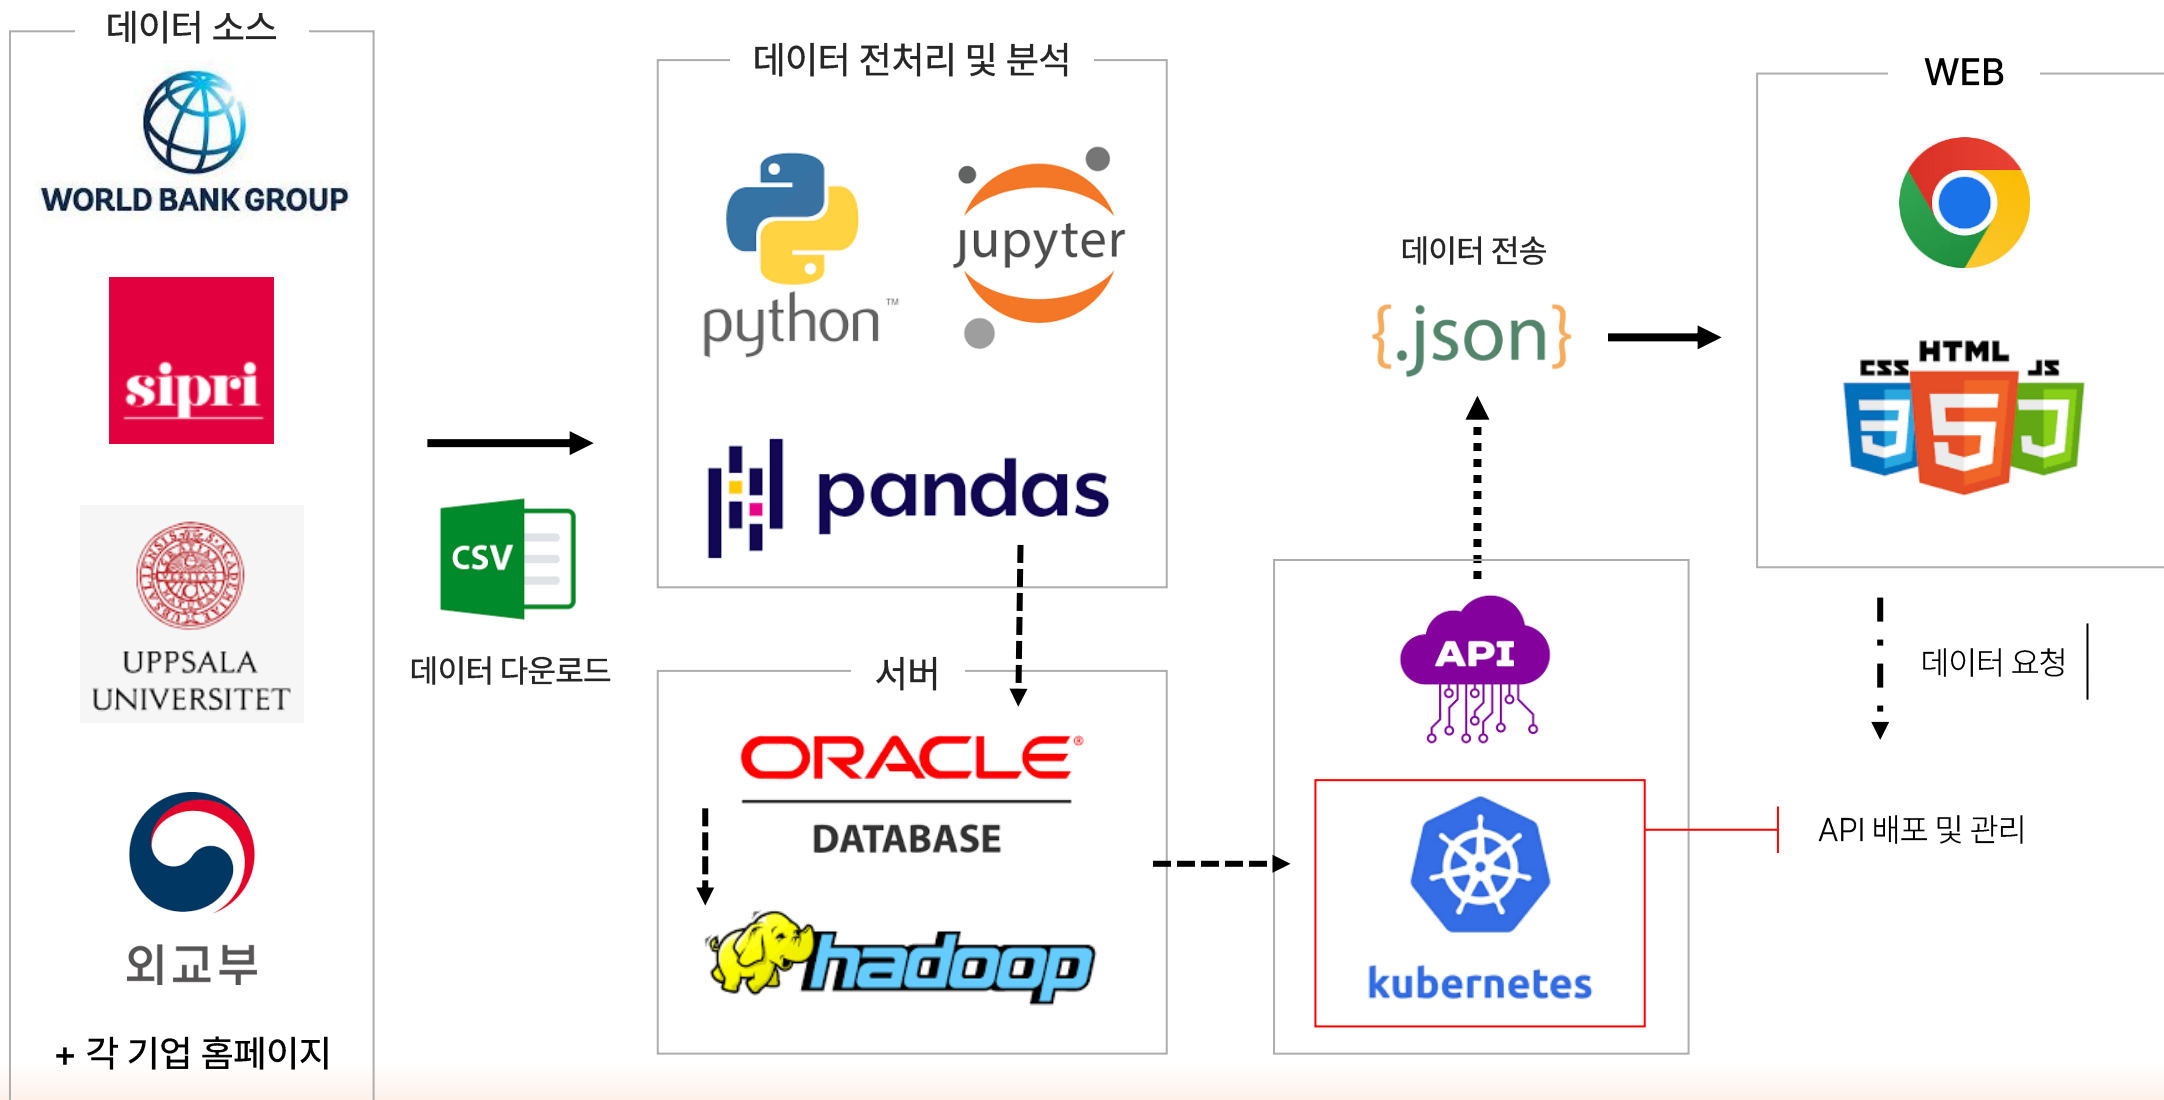 데이터 소스
WORLD BANK GROUP
sipri
UPPSALA
UNIVERSITET
외교부
+ 각 기업 홈페이지
CSV
데이터 다운로드
데이터 전처리 및 분석
python™
jupyter
pandas
서버
ORACLE®
DATABASE
hadoop
API
kubernetes
데이터 전송
{.json}
WEB
CSS HTML JS
데이터 요청
API 배포 및 관리